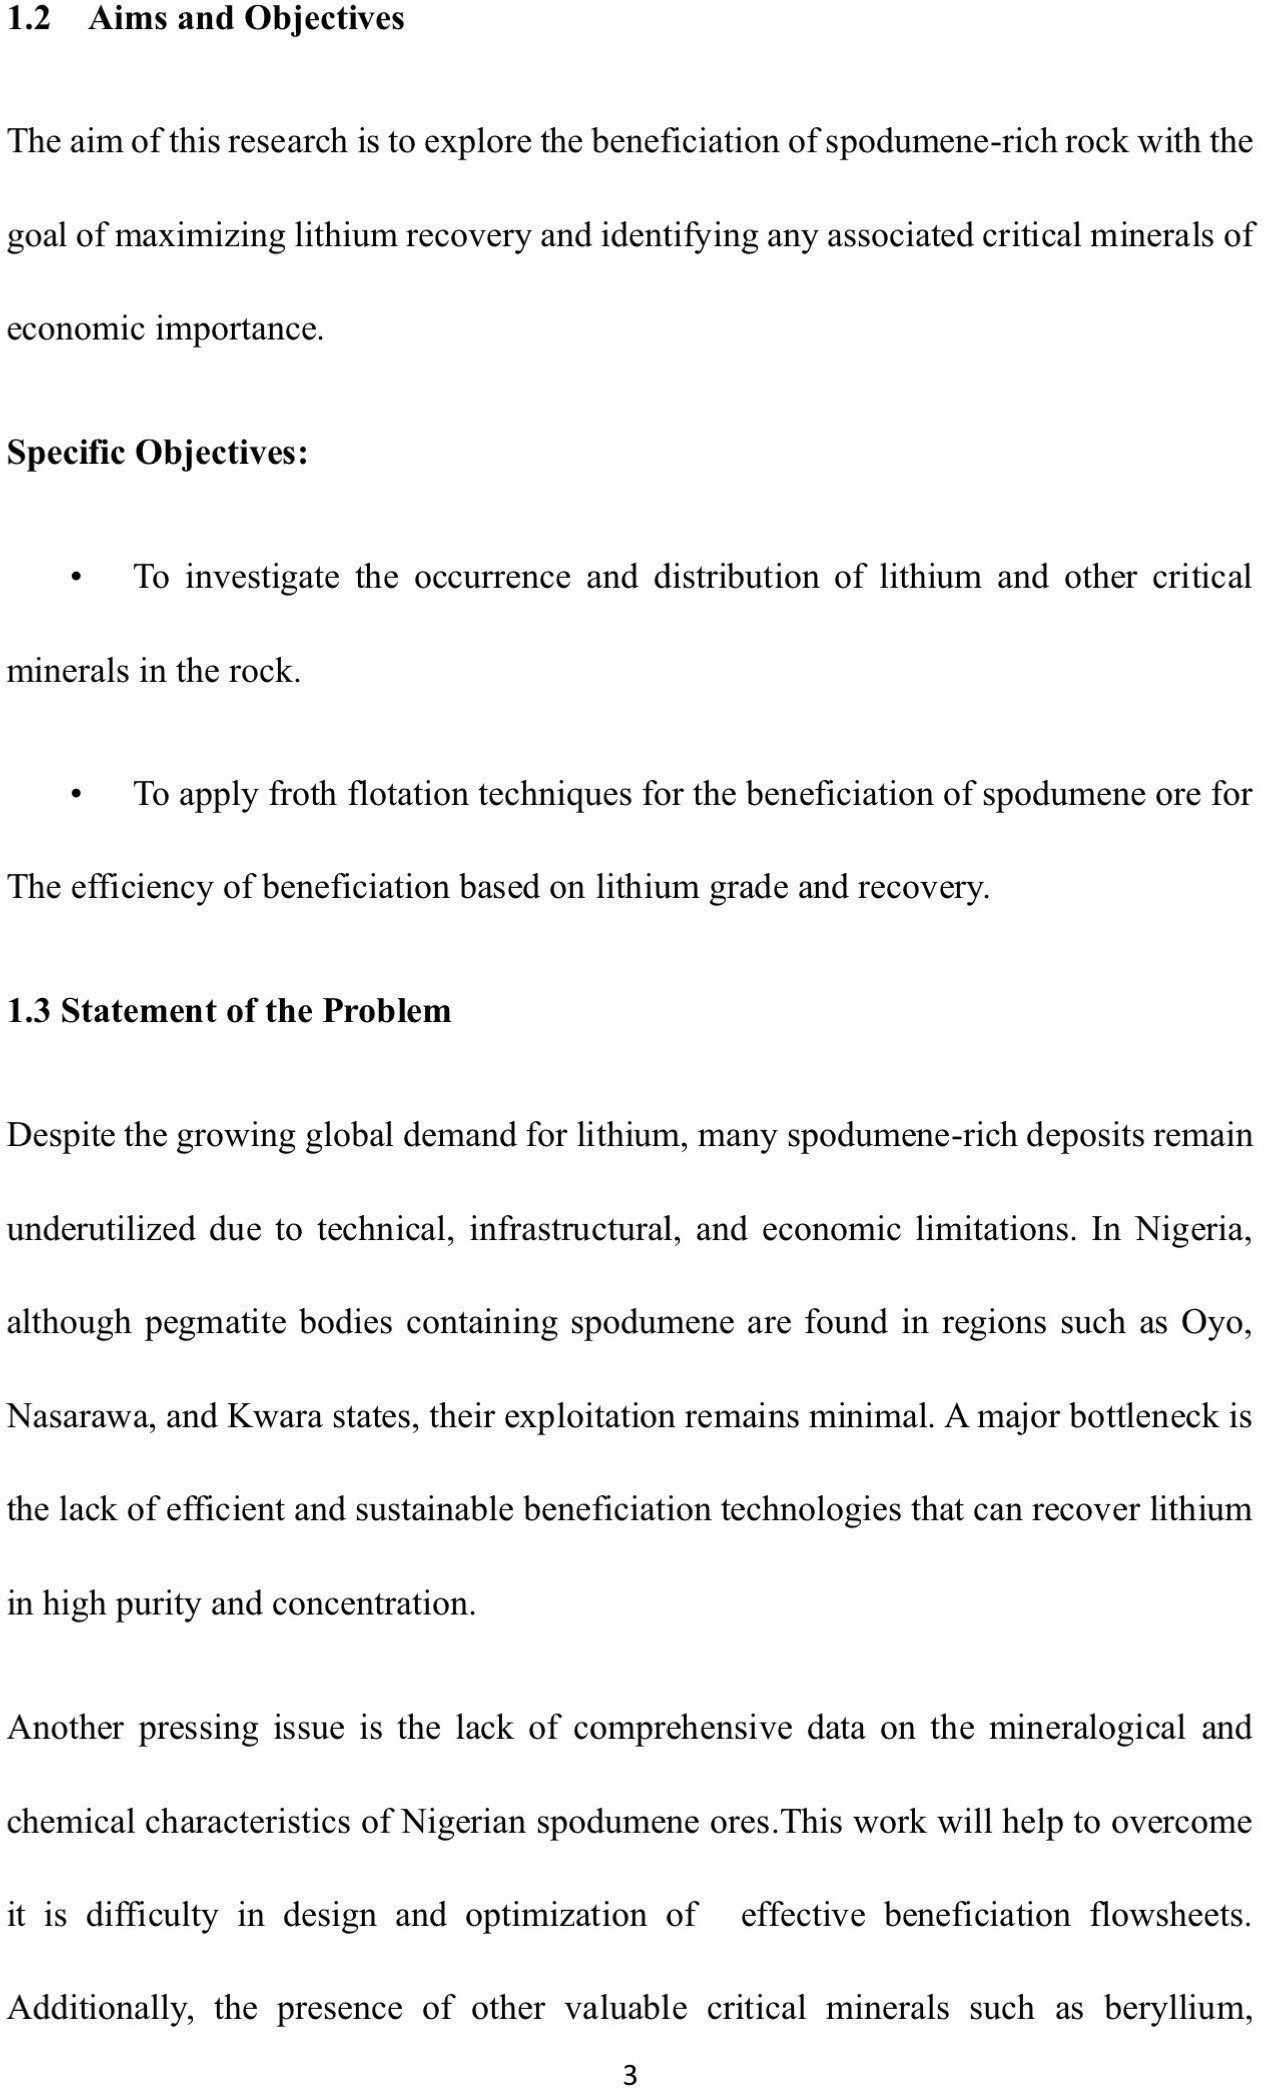 1.2 Aims and Objectives
The aim of this research is to explore the beneficiation of spodumene-rich rock with the
goal of maximizing lithium recovery and identifying any associated critical minerals of
economic importance.
Specific Objectives:
• To investigate the occurrence and distribution of lithium and other critical
minerals in the rock.
• To apply froth flotation techniques for the beneficiation of spodumene ore for
The efficiency of beneficiation based on lithium grade and recovery.
1.3 Statement of the Problem
Despite the growing global demand for lithium, many spodumene-rich deposits remain
underutilized due to technical, infrastructural, and economic limitations. In Nigeria,
although pegmatite bodies containing spodumene are found in regions such as Oyo,
Nasarawa, and Kwara states, their exploitation remains minimal. A major bottleneck is
the lack of efficient and sustainable beneficiation technologies that can recover lithium
in high purity and concentration.
Another pressing issue is the lack of comprehensive data on the mineralogical and
chemical characteristics of Nigerian spodumene ores.This work will help to overcome
it is difficulty in design and optimization of effective beneficiation flowsheets.
Additionally, the presence of other valuable critical minerals such as beryllium,
3